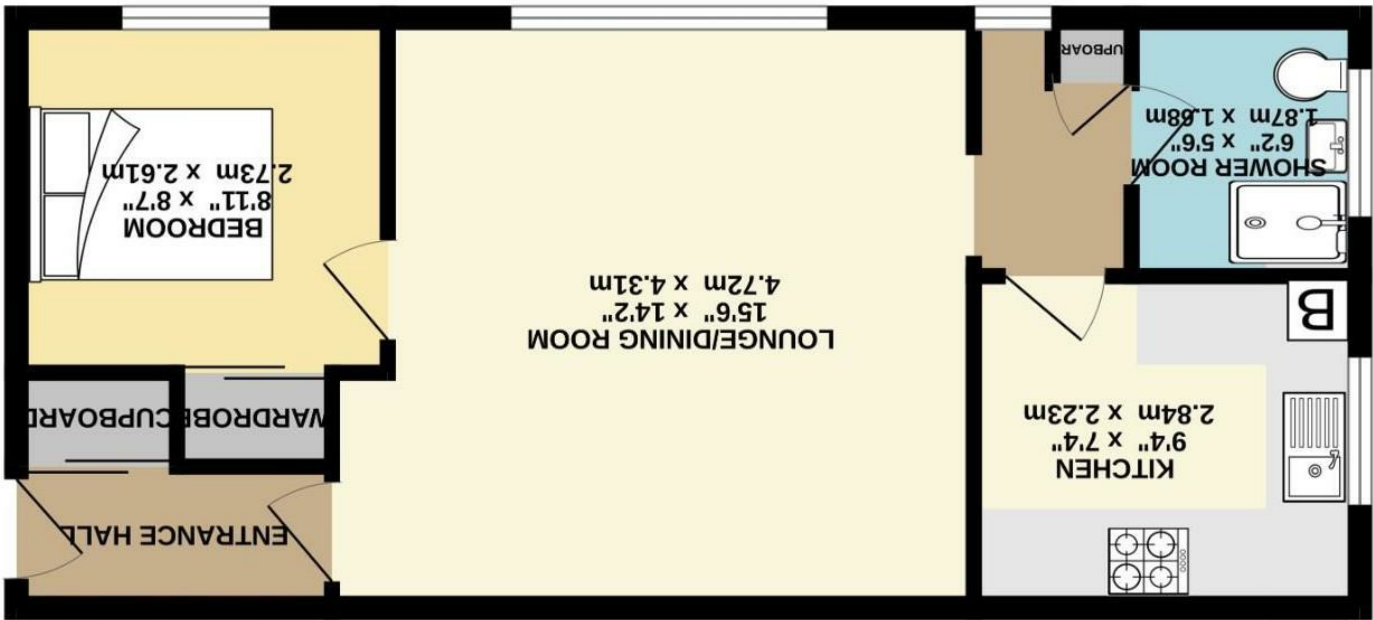 ENTRANCE HALL
CUPBOARD
WARDROBE
KITCHEN
9'4" x 7'4"
2.84m x 2.23m
LOUNGE/DINING ROOM
15'6" x 14'2"
4.72m x 4.31m
BEDROOM
8'11" x 8'7"
2.73m x 2.61m
B
SHOWER ROOM
6'2" x 5'6"
1.87m x 1.68m
UPBOAR